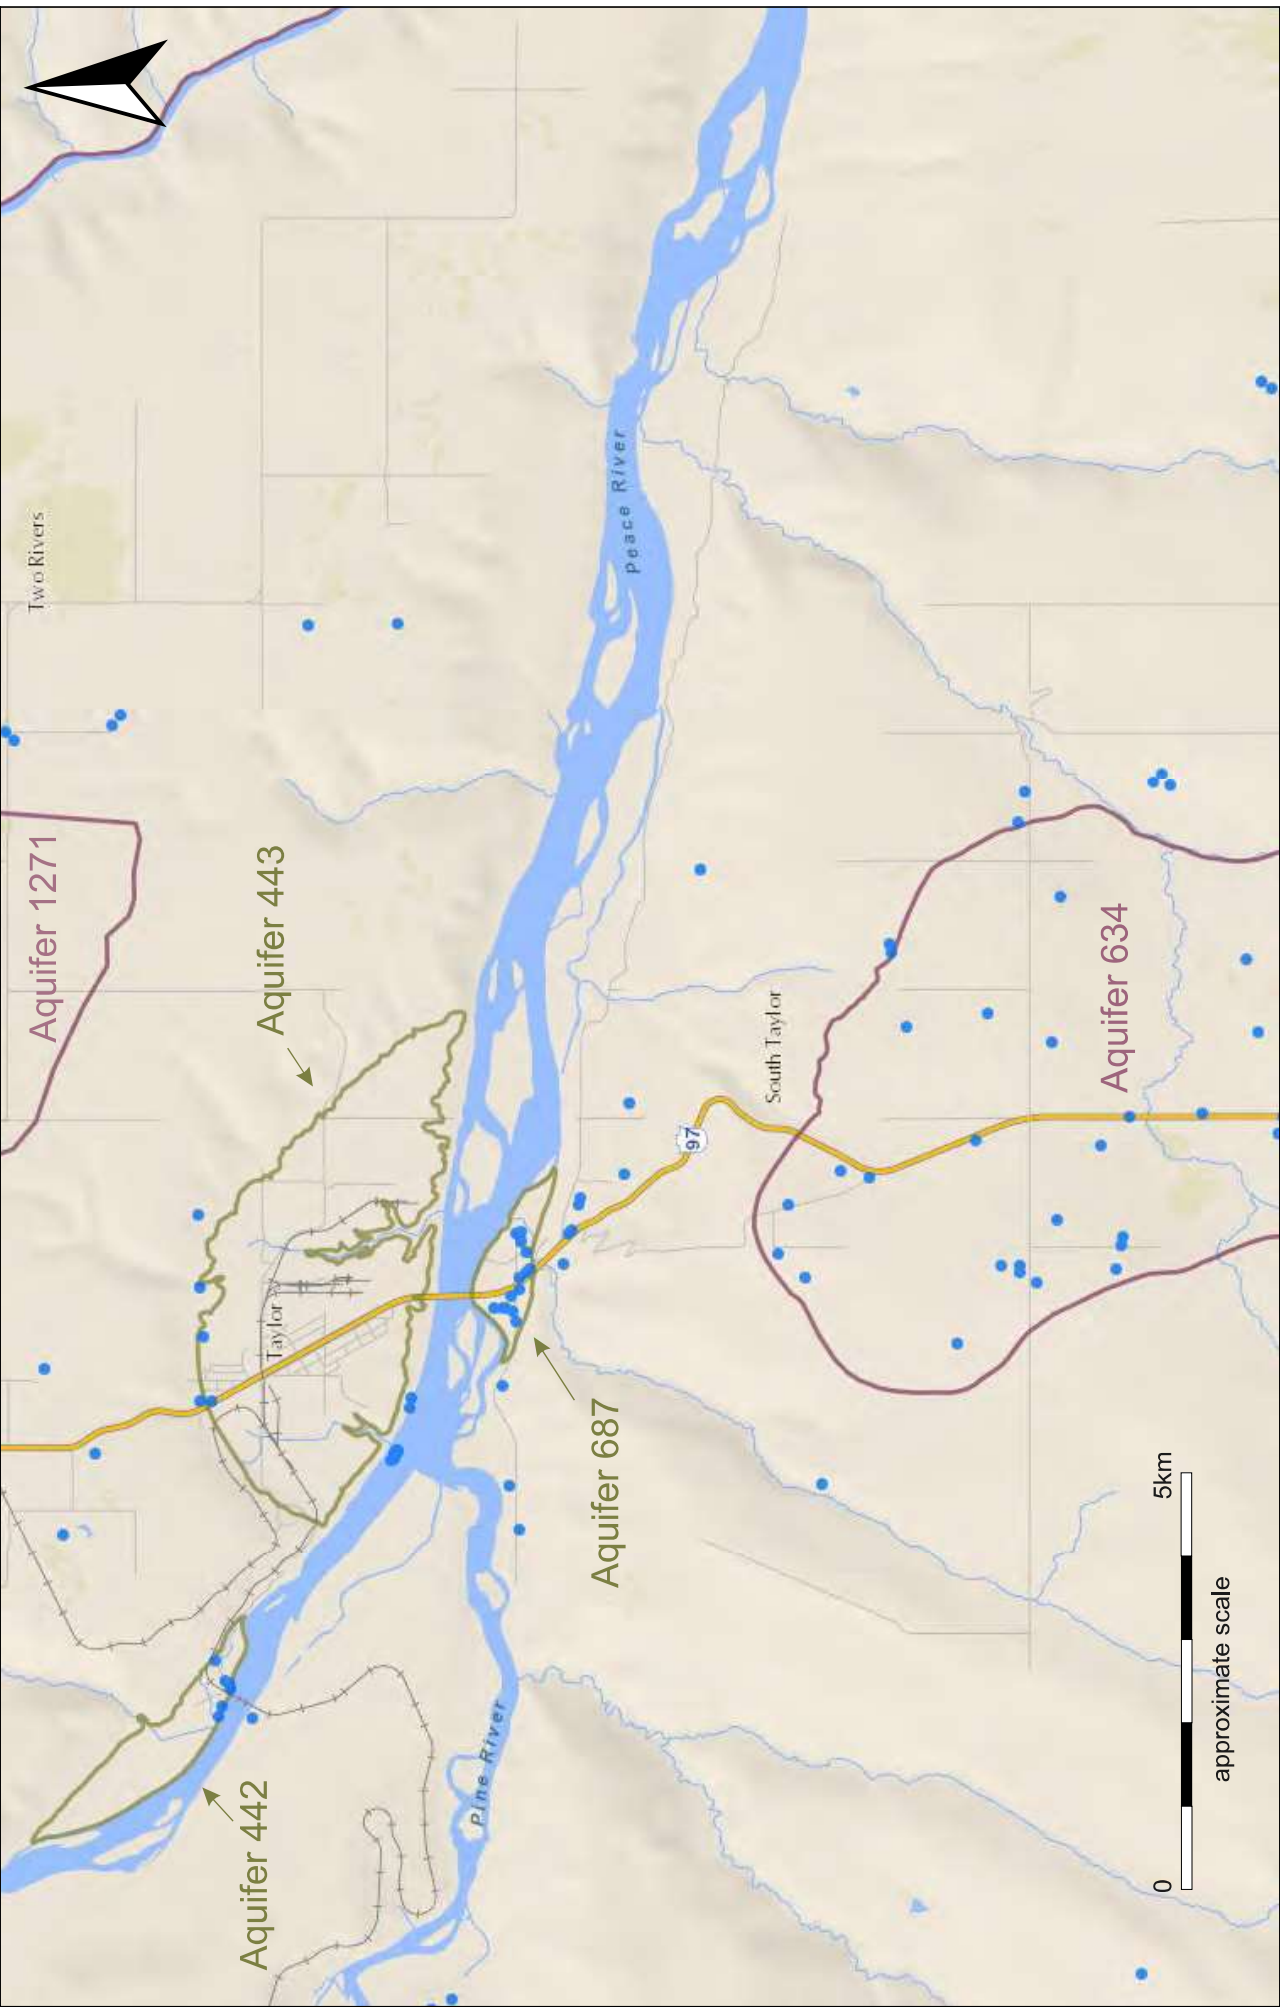 Aquifer 1271
Two Rivers
Aquifer 442
Taylor
Aquifer 443
Pine River
Aquifer 687
Peace River
97
South Taylor
Aquifer 634
0 5km
approximate scale